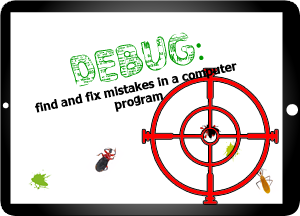 DEBUG:
find and fix mistakes in a computer
program